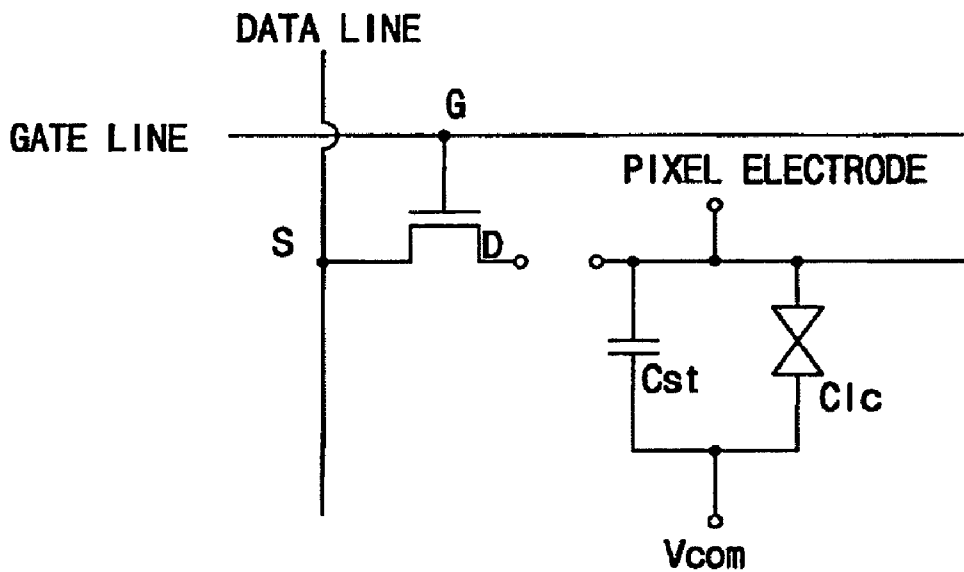 DATA LINE
G
GATE LINE
PIXEL ELECTRODE
S
D
Cst
Clc
Vcom